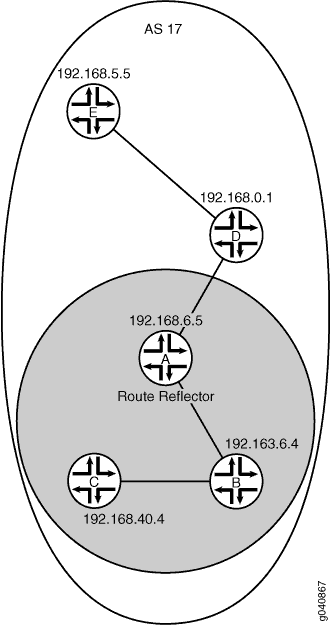 AS 17
192.168.5.5
E
192.168.0.1
D
192.168.6.5
A
Route Reflector
192.163.6.4
C
B
192.168.40.4
g040867